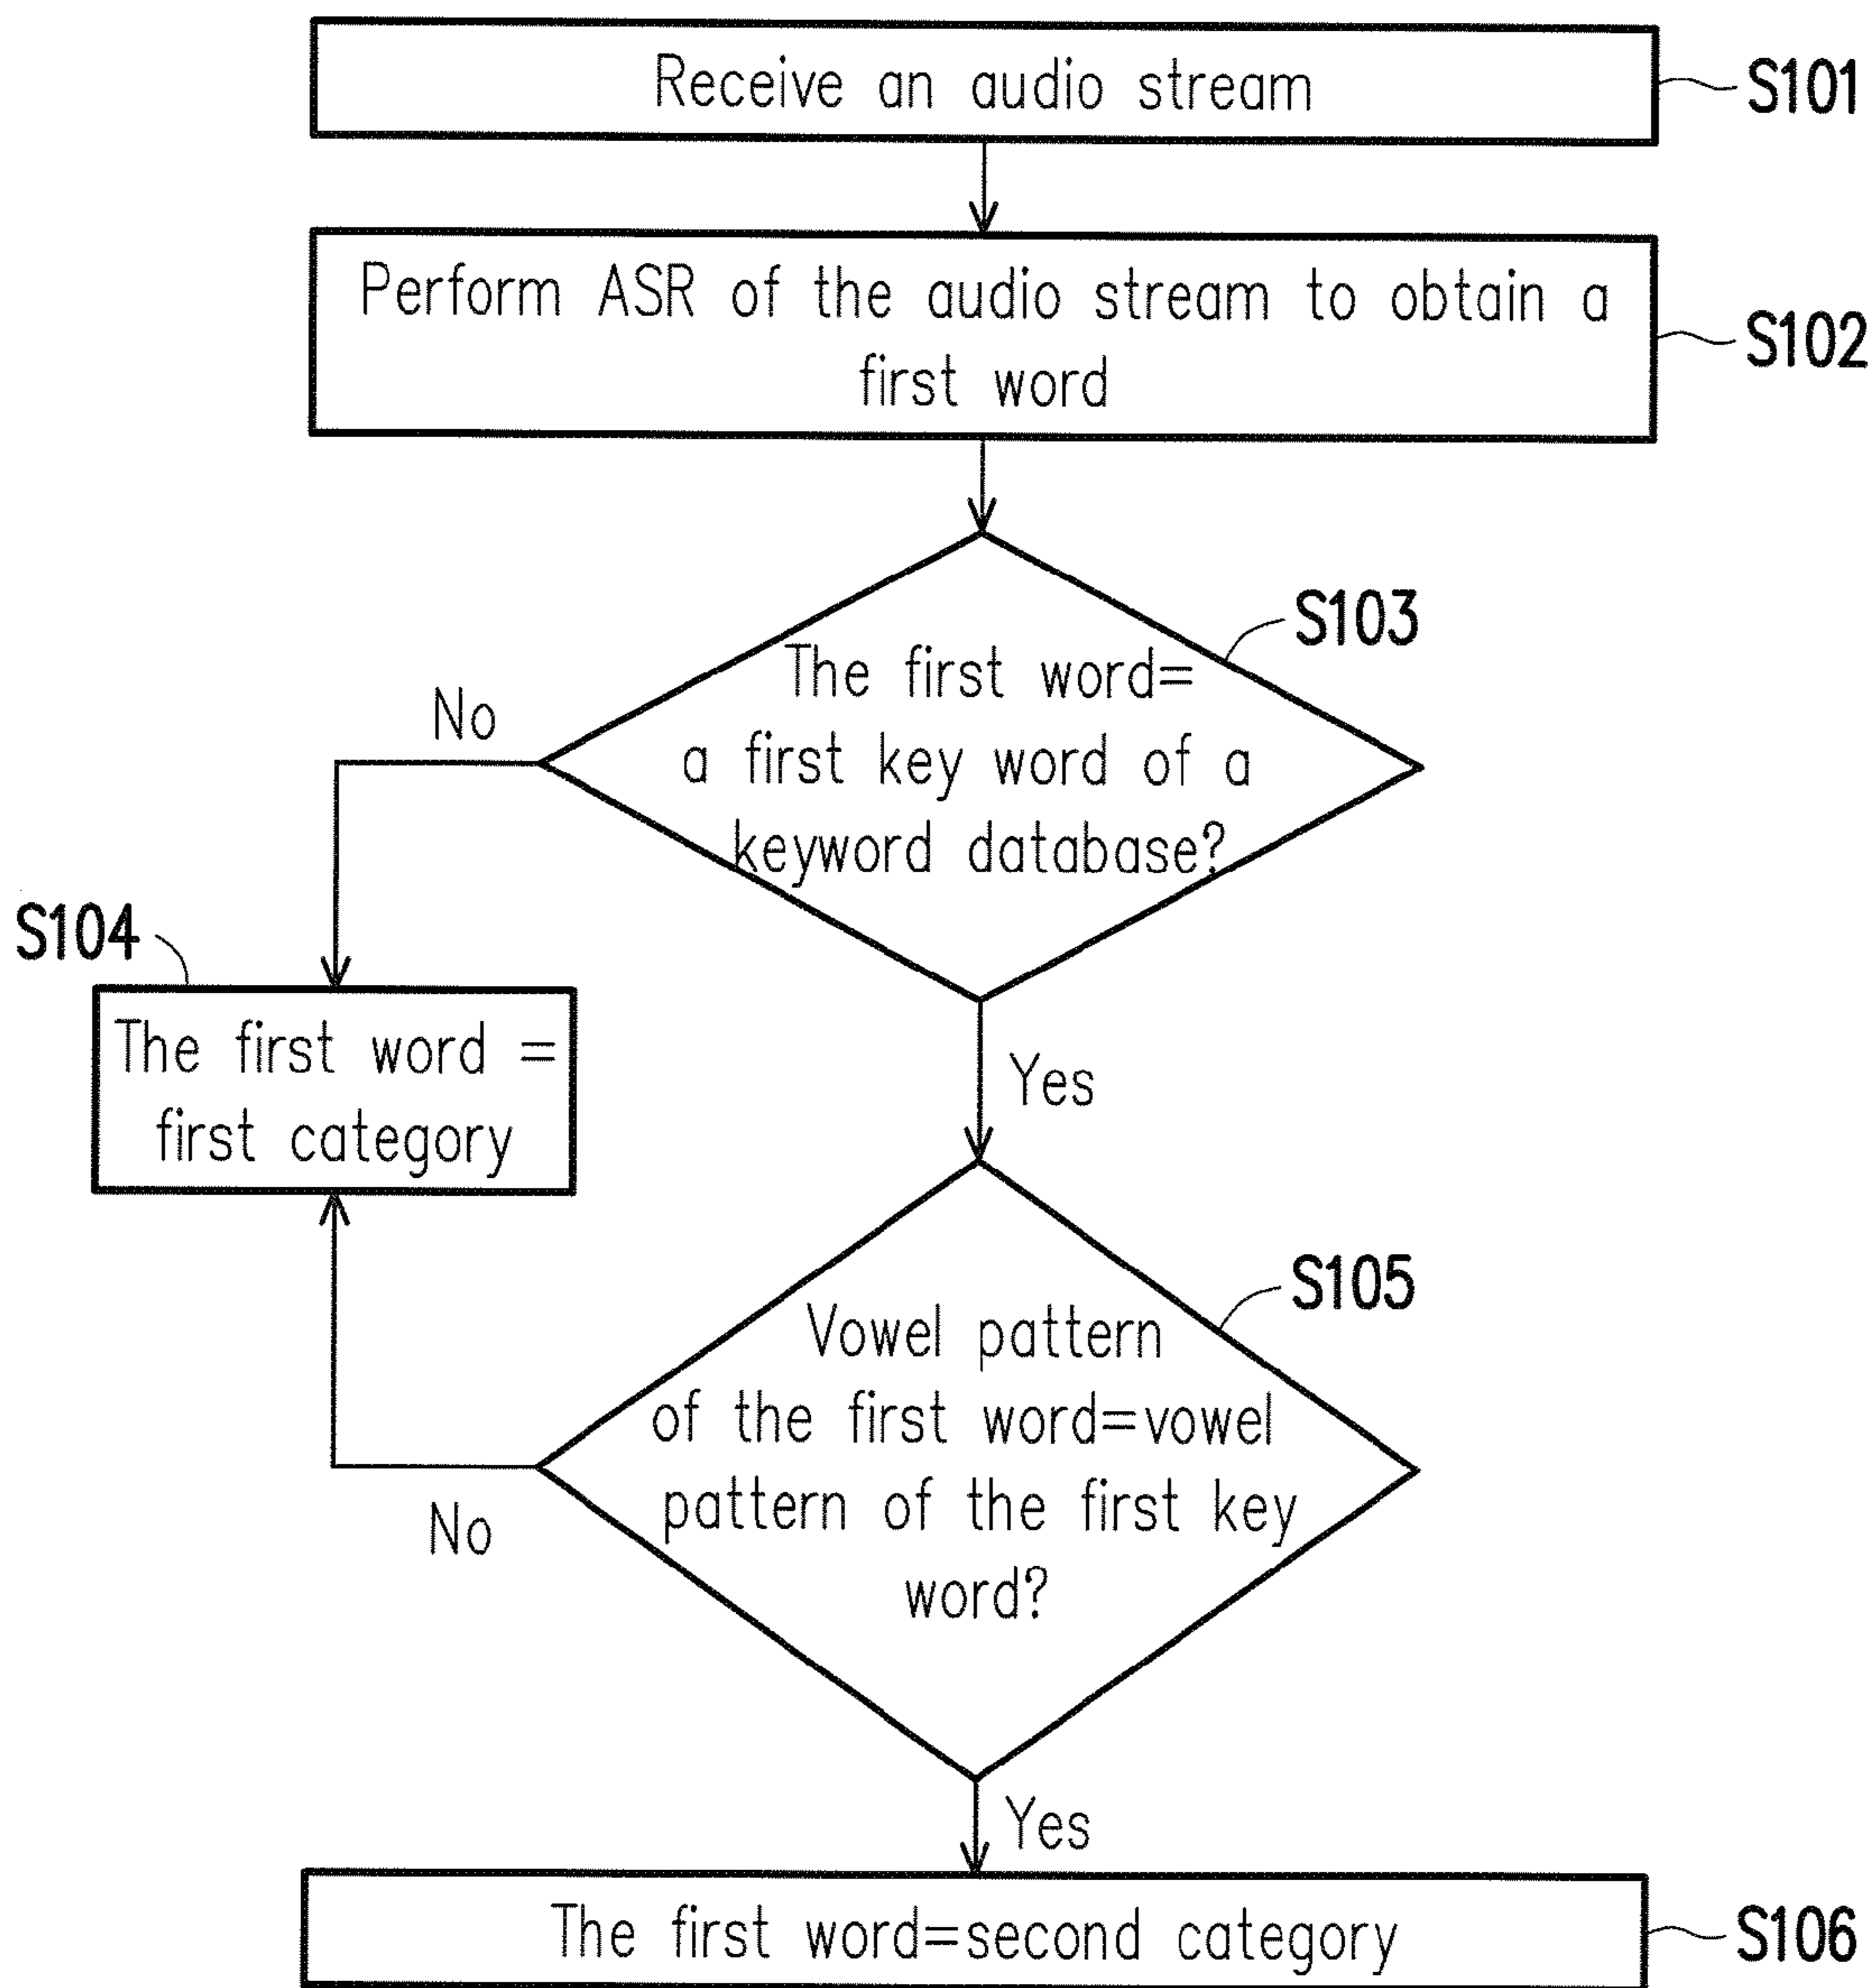 Receive an audio stream
S101
Perform ASR of the audio stream to obtain a
first word
S102
S103
The first word=
a first key word of a
keyword database?
No
S104
The first word =
first category
Yes
S105
Vowel pattern
of the first word=vowel
pattern of the first key
word?
No
Yes
The first word=second category
S106